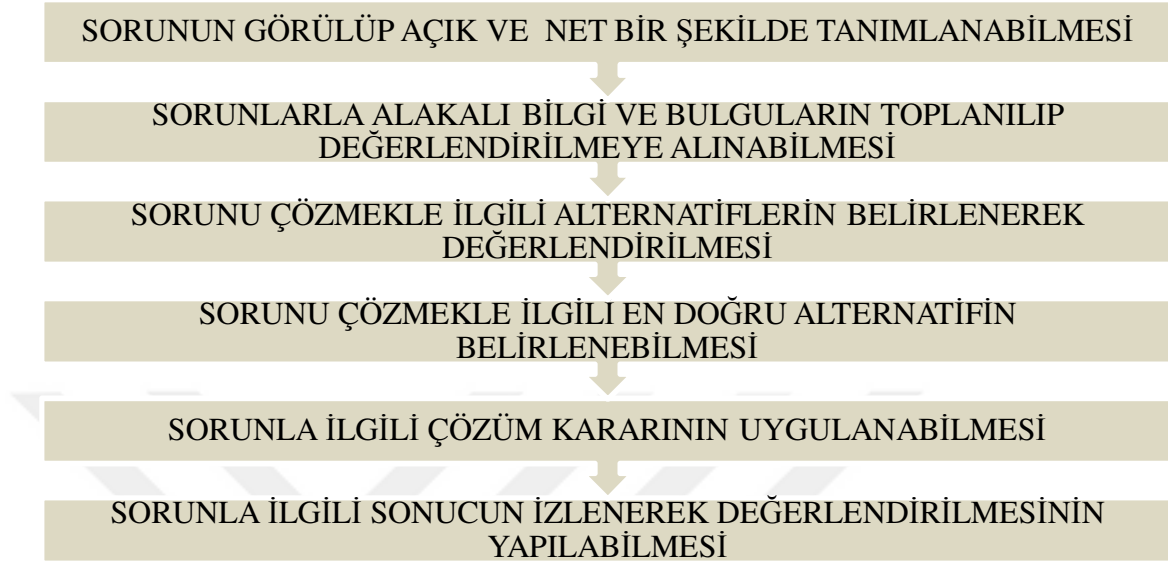 SORUNUN GÖRÜLÜP AÇIK VE NET BİR ŞEKİLDE TANIMLANABİLMESİ
SORUNLARLA ALAKALI BİLGİ VE BULGULARIN TOPLANILIP
DEĞERLENDİRİLMEYE ALINABİLMESİ
SORUNU ÇÖZMEKLE İLGİLİ ALTERNATİFLERİN BELİRLENEREK
DEĞERLENDİRİLMESİ
SORUNU ÇÖZMEKLE İLGİLI EN DOĞRU ALTERNATİFİN
BELİRLENEBİLMESİ
SORUNLA İLGİLİ ÇÖZÜM KARARININ UYGULANABİLMESİ
SORUNLA İLGİLİ SONUCUN İZLENEREK DEĞERLENDİRİLMESİNİN
YAPILABİLMESİ